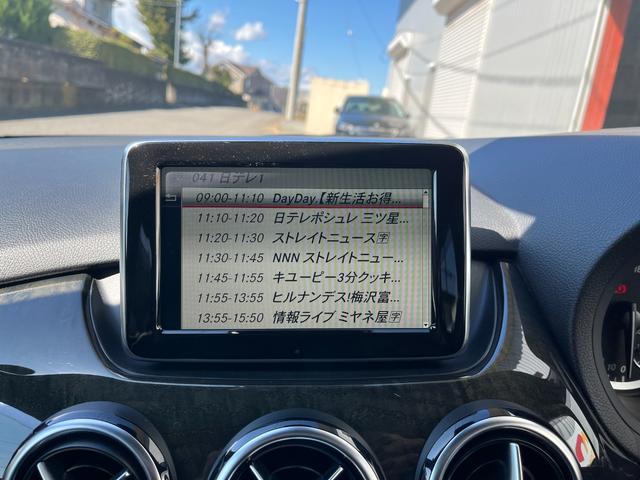 041 日テレ1
09:00-11:10 DayDay.【新生活お得...
11:10-11:20 日テレポシュレ 三ツ星...
11:20-11:30 ストレイトニュース字
11:30-11:45 NNN ストレイトニュー...
11:45-11:55 キユーピー3分クッキ...
11:55-13:55 ヒルナンデス!梅沢富...
13:55-15:50 情報ライブ ミヤネ屋字